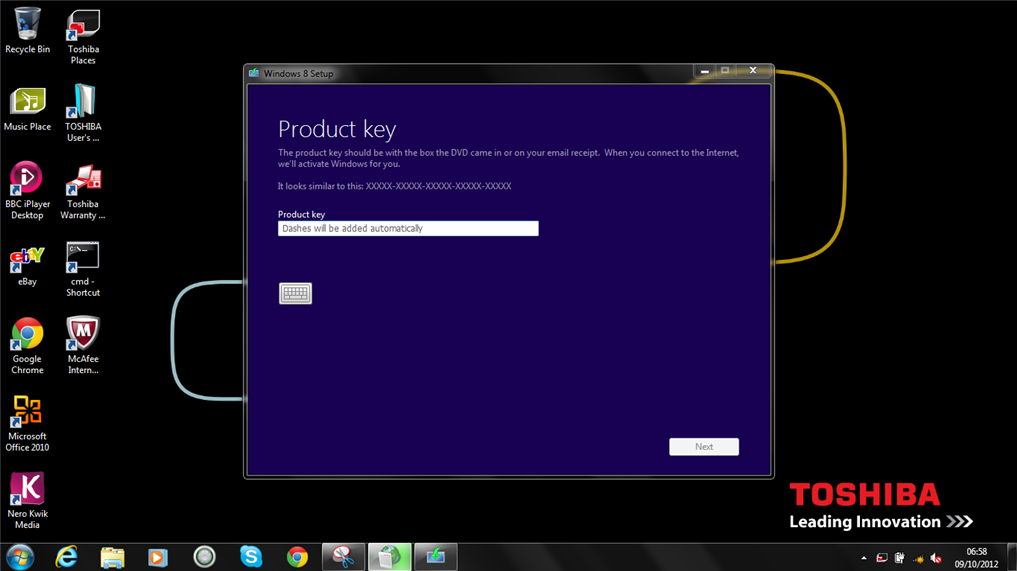 Recycle Bin
Toshiba
Places
Music Place
TOSHIBA
User's ...
BBC iPlayer
Desktop
Toshiba
Warranty ...
eBay
cmd -
Shortcut
Google
Chrome
McAfee
Intern...
Microsoft
Office 2010
Nero Kwik
Media
Windows 8 Setup
Product key
The product key should be with the box the DVD came in or on your email receipt. When you connect to the Internet,
we'll activate Windows for you.
It looks similar to this: XXXXX-XXXXX-XXXXX-XXXXX-XXXXX
Product key
Dashes will be added automatically
Next
TOSHIBA
Leading Innovation >>>
06:58
09/10/2012